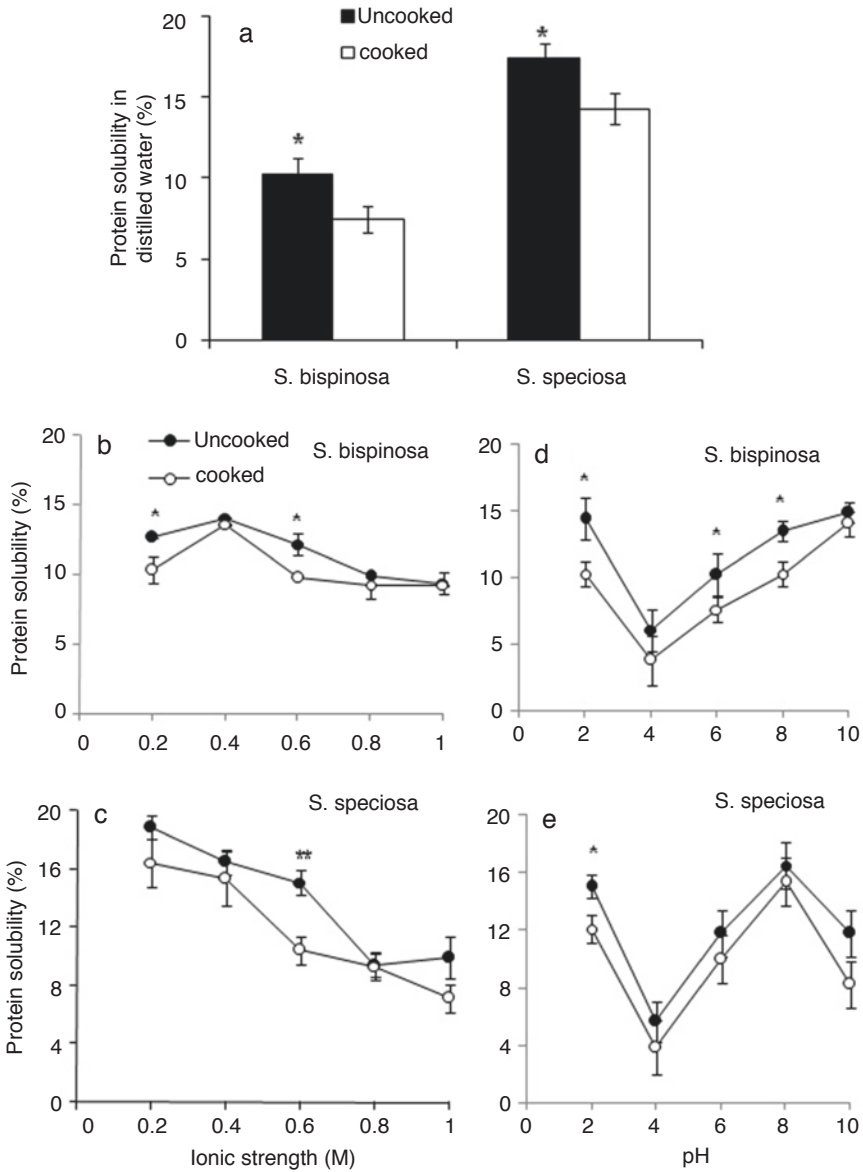 a
Uncooked
cooked
*
*
Protein solubility in
distilled water (%)
20
15
10
5
0
S. bispinosa
S. speciosa
b
Uncooked
cooked
S. bispinosa
*
*
Protein solubility (%)
20
15
10
5
0
0 0.2 0.4 0.6 0.8 1
d
S. bispinosa
*
*
*
20
15
10
5
0
0 2 4 6 8 10
c
S. speciosa
**
Protein solubility (%)
20
16
12
8
4
0
0 0.2 0.4 0.6 0.8 1
Ionic strength (M)
e
S. speciosa
*
20
16
12
8
4
0
0 2 4 6 8 10
pH